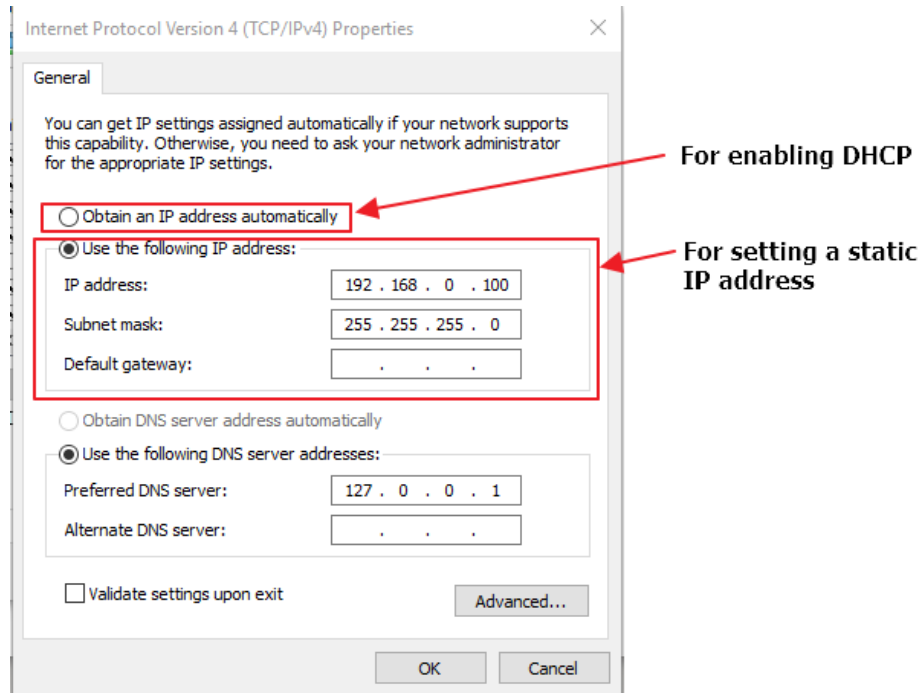 Internet Protocol Version 4 (TCP/IPv4) Properties
General
You can get IP settings assigned automatically if your network supports
this capability. Otherwise, you need to ask your network administrator
for the appropriate IP settings.
For enabling DHCP
Obtain an IP address automatically
Use the following IP address:
For setting a static
IP address
IP address: 192 . 168 . 0 . 100
Subnet mask: 255 . 255 . 255 . 0
Default gateway: . . .
Obtain DNS server address automatically
Use the following DNS server addresses:
Preferred DNS server: 127 . 0 . 0 . 1
Alternate DNS server: . . .
Validate settings upon exit
Advanced...
OK Cancel